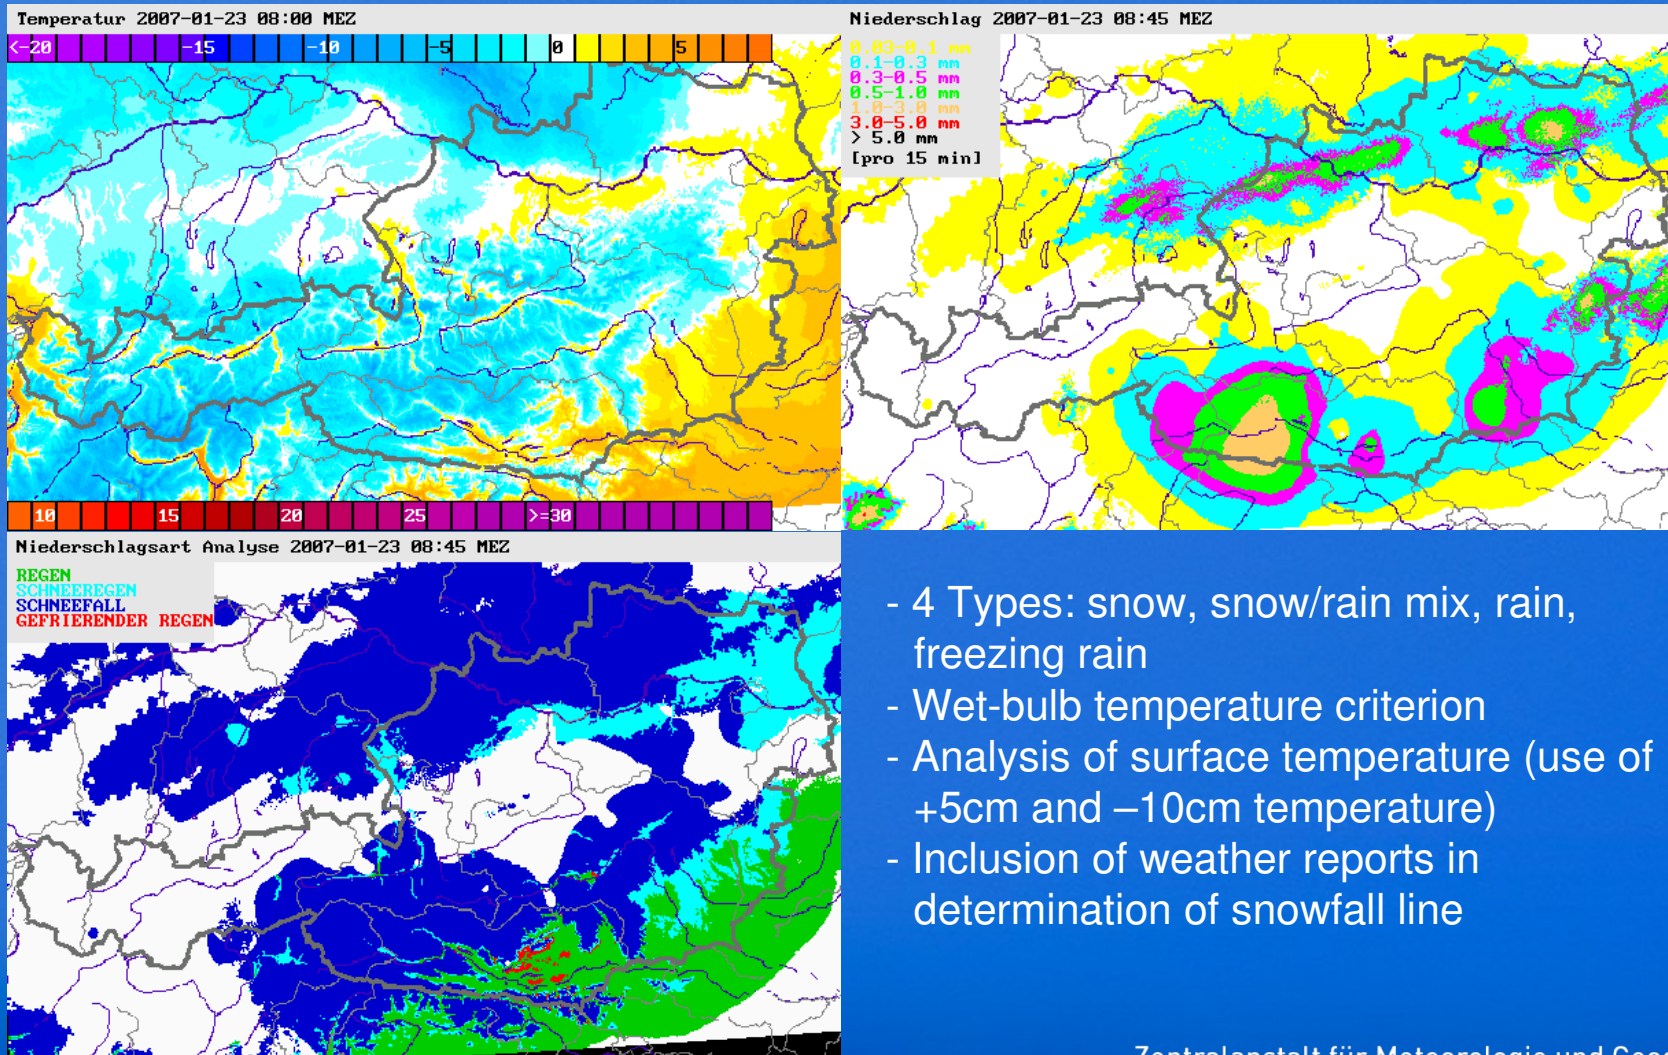 Temperatur 2007-01-23 08:00 MEZ
<-20 -15 -10 -5 0 5
10 15 20 25 >=30
Niederschlag 2007-01-23 08:45 MEZ
0.03-0.1 mm
0.1-0.3 mm
0.3-0.5 mm
0.5-1.0 mm
1.0-3.0 mm
3.0-5.0 mm
> 5.0 mm
[pro 15 min]
Niederschlagsart Analyse 2007-01-23 08:45 MEZ
REGEN
SCHNEEREGEN
SCHNEEFALL
GEFRIERENDER REGEN
- 4 Types: snow, snow/rain mix, rain,
freezing rain
- Wet-bulb temperature criterion
- Analysis of surface temperature (use of
+5cm and –10cm temperature)
- Inclusion of weather reports in
determination of snowfall line
Zentralanstalt für Meteorologie und Geo